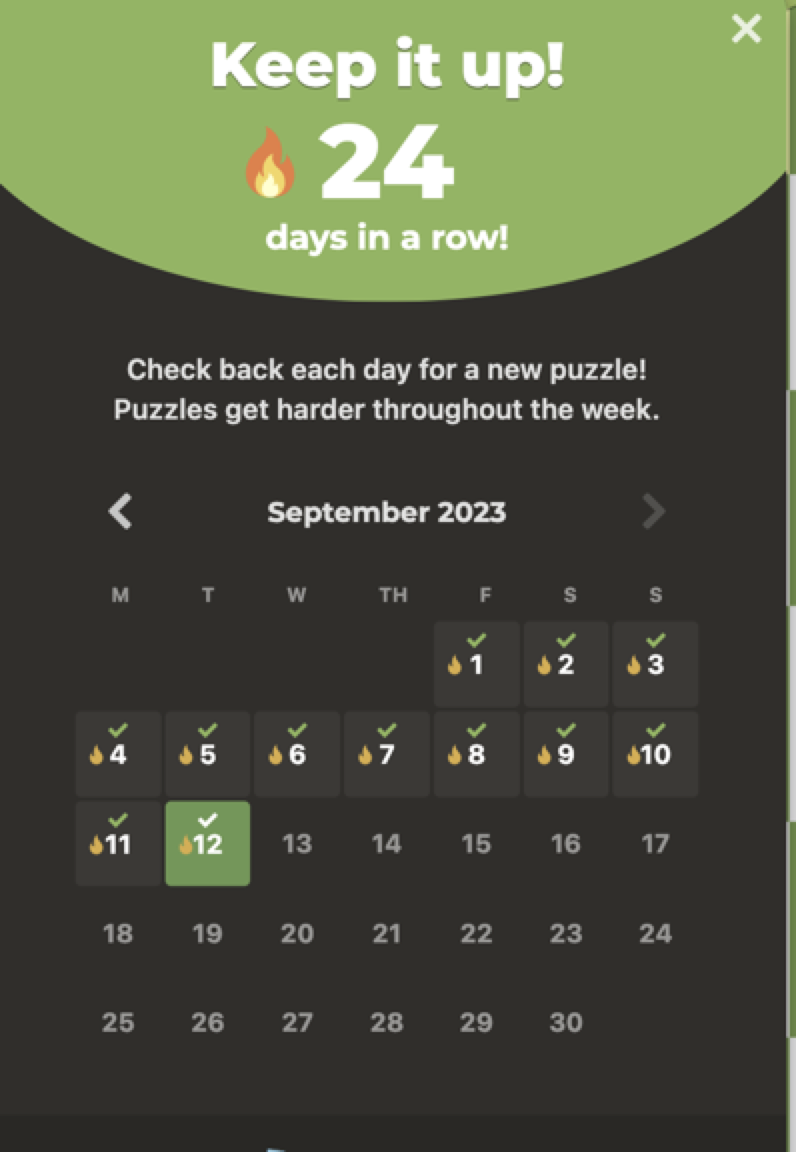 Keep it up!
24
days in a row!
Check back each day for a new puzzle!
Puzzles get harder throughout the week.
September 2023
M T W TH F S S
1 2 3
4 5 6 7 8 9 10
11 12 13 14 15 16 17
18 19 20 21 22 23 24
25 26 27 28 29 30